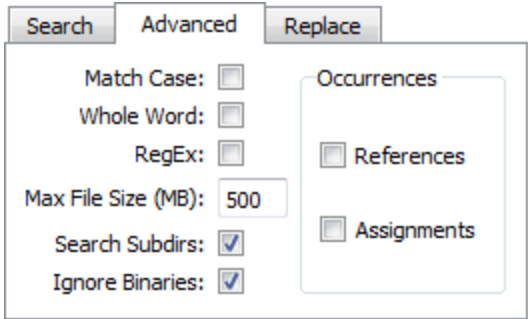 Search Advanced Replace
Match Case:
Whole Word:
RegEx:
Max File Size (MB): 500
Search Subdirs:
Ignore Binaries:
Occurrences
References
Assignments